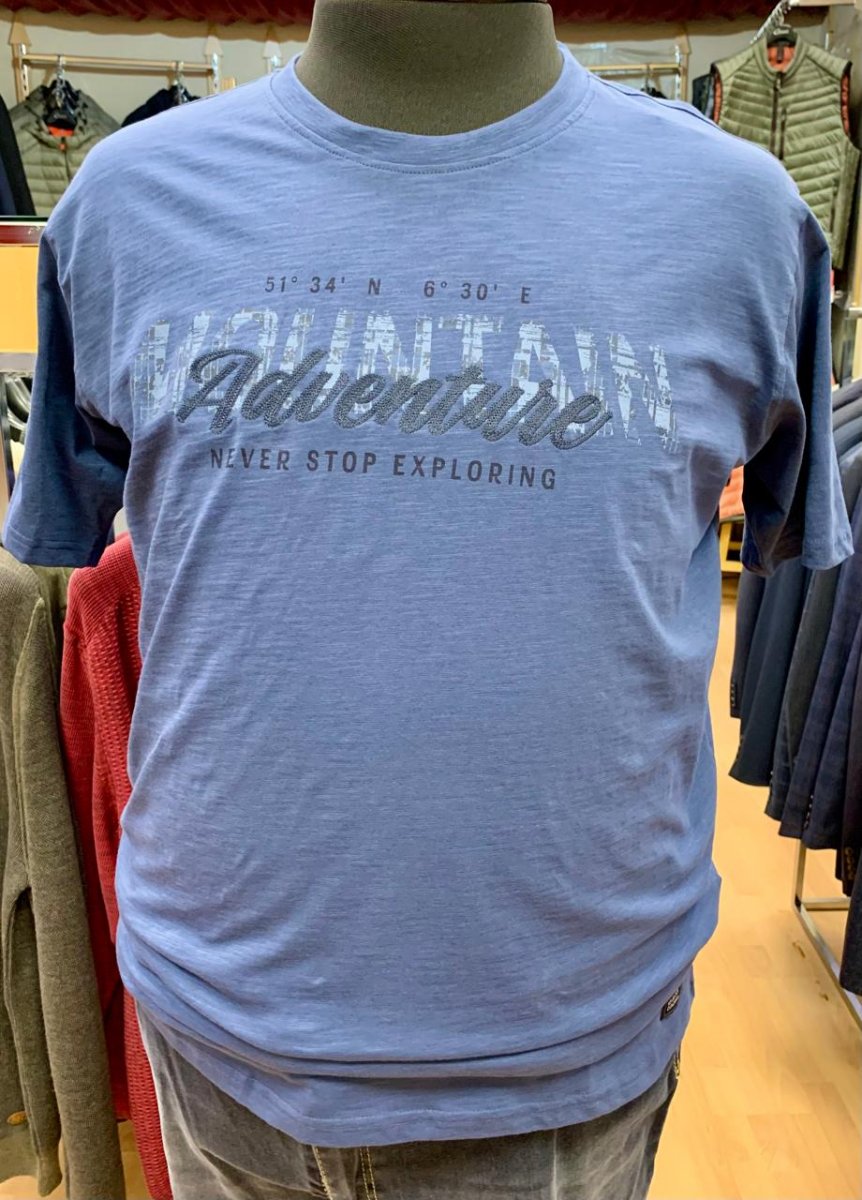 51° 34' N 6° 30' E
MOUNTAIN
Adventure
NEVER STOP EXPLORING